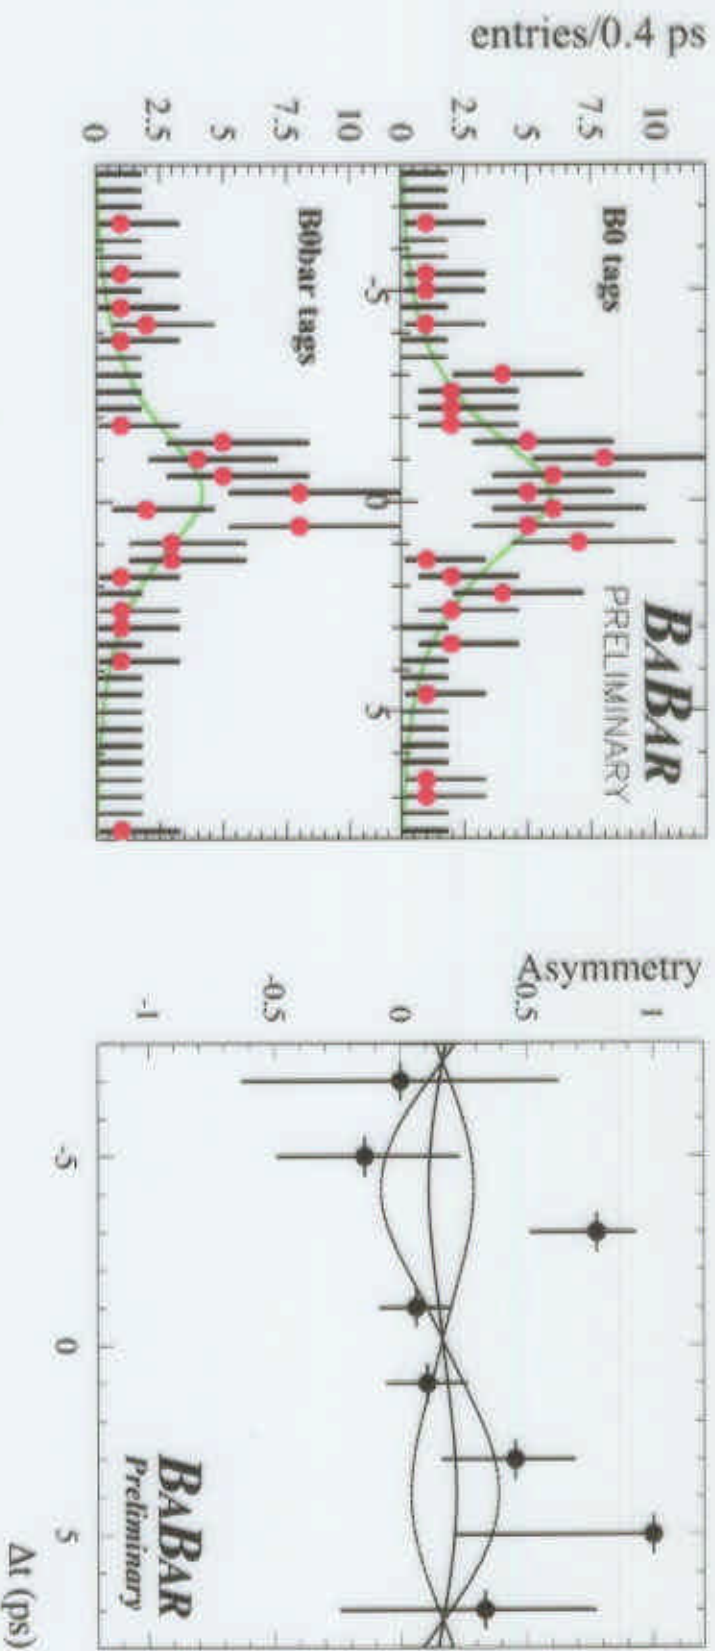 entries/0.4 ps
10
7.5
5
2.5
0
B0 tags
BABAR
PRELIMINARY
-5
0
5
10
7.5
5
2.5
0
B0bar tags
Asymmetry
1
0.5
0
-0.5
-1
-5
0
5
BABAR
Preliminary
Δt (ps)